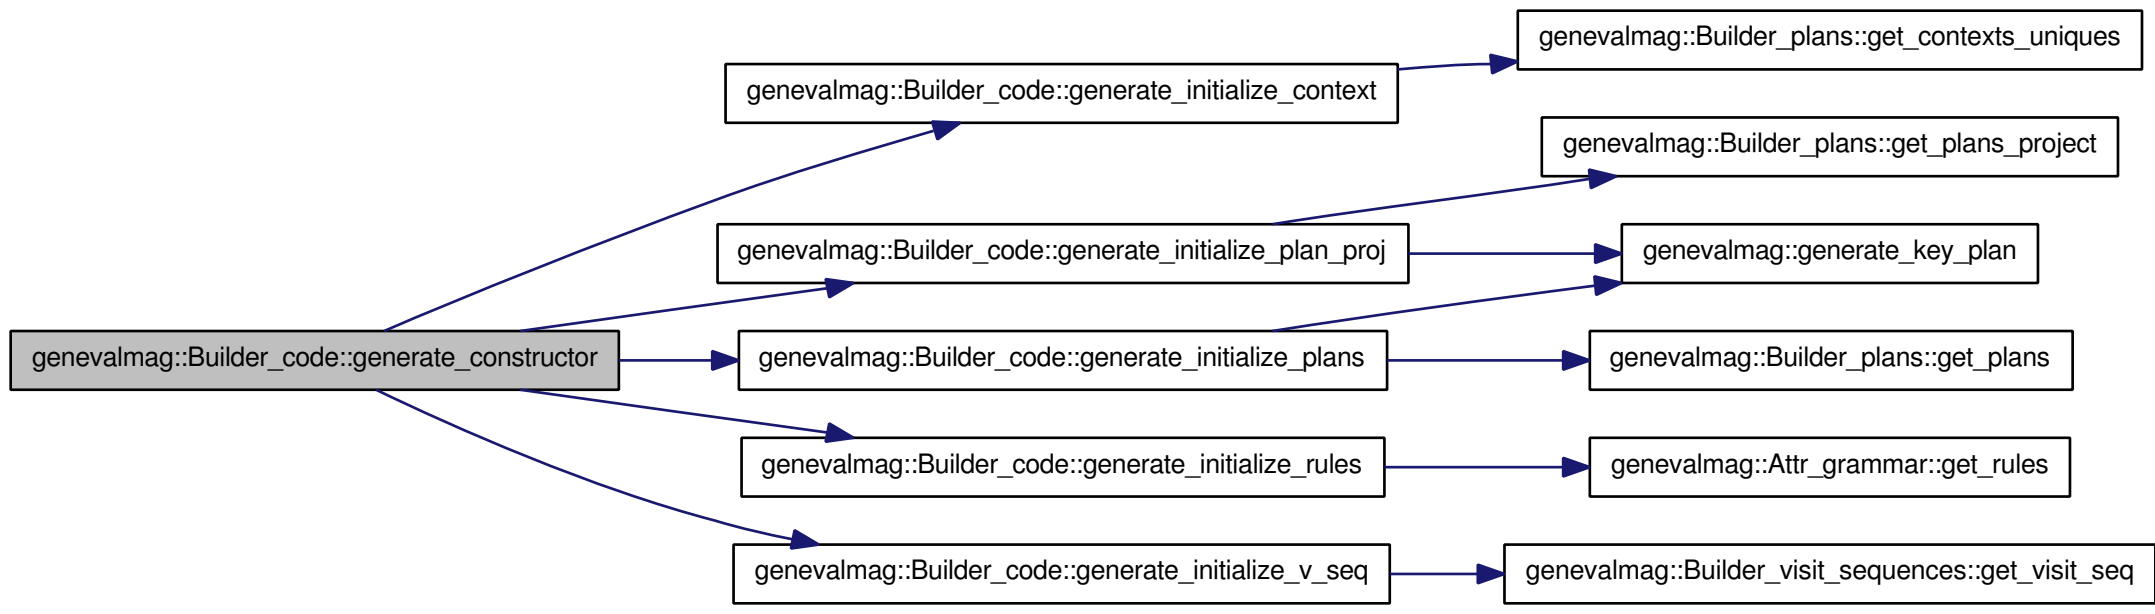 genevalmag::Builder_code::generate_constructor
genevalmag::Builder_code::generate_initialize_context
genevalmag::Builder_plans::get_contexts_uniques
genevalmag::Builder_code::generate_initialize_plan_proj
genevalmag::Builder_plans::get_plans_project
genevalmag::generate_key_plan
genevalmag::Builder_code::generate_initialize_plans
genevalmag::Builder_plans::get_plans
genevalmag::Builder_code::generate_initialize_rules
genevalmag::Attr_grammar::get_rules
genevalmag::Builder_code::generate_initialize_v_seq
genevalmag::Builder_visit_sequences::get_visit_seq